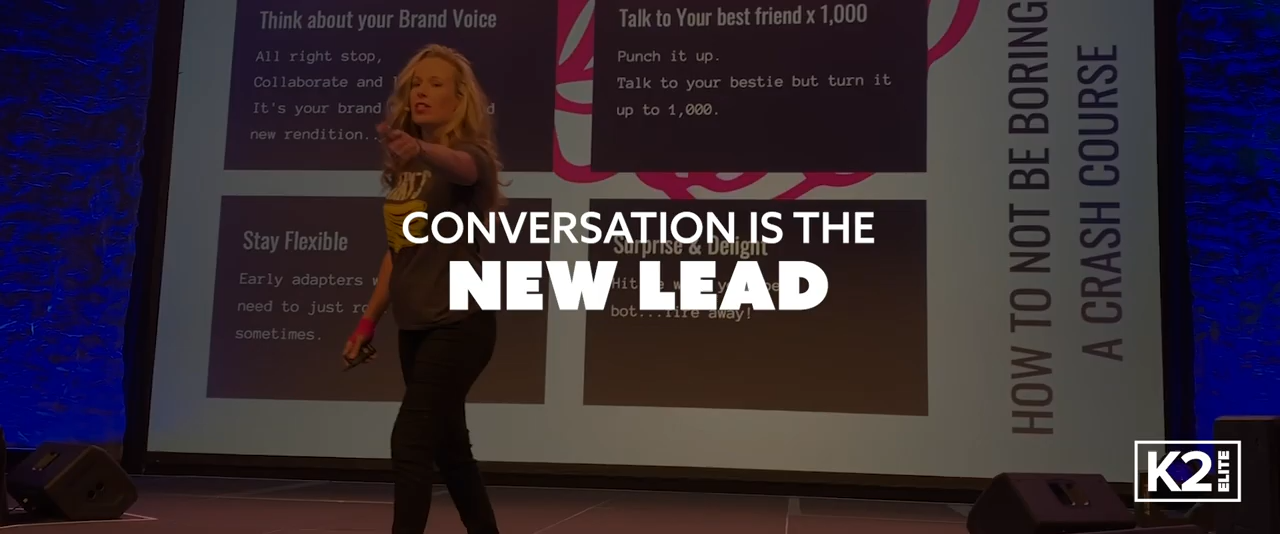 Think about your Brand Voice
All right stop,
Collaborate and
It's your brand
new rendition..
Talk to Your best friend x 1,000
Punch it up.
Talk to your bestie but turn it
up to 1,000.
Stay Flexible
Early adapters
need to just
sometimes.
Surprise & Delight
bot...fire away!
HOW TO NOT BE BORING
A CRASH COURSE
CONVERSATION IS THE
NEW LEAD
K2
ELITE